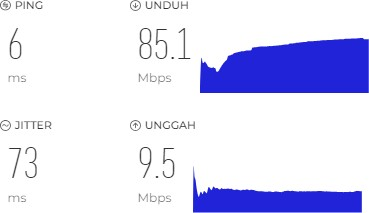 PING
UNDUH
6
85.1
ms
Mbps
JITTER
UNGGAH
73
9.5
ms
Mbps